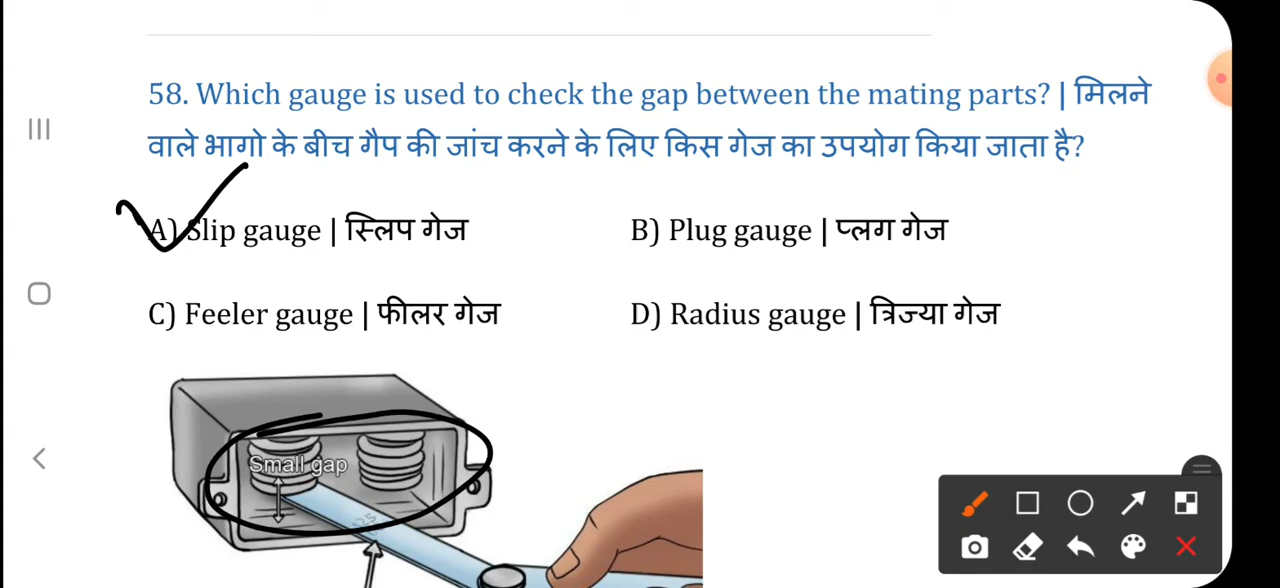 58. Which gauge is used to check the gap between the mating parts? | मिलने
वाले भागो के बीच गैप की जांच करने के लिए किस गेज का उपयोग किया जाता है?
A) Slip gauge | स्लिप गेज
B) Plug gauge | प्लग गेज
C) Feeler gauge | फीलर गेज
D) Radius gauge | त्रिज्या गेज
Small gap